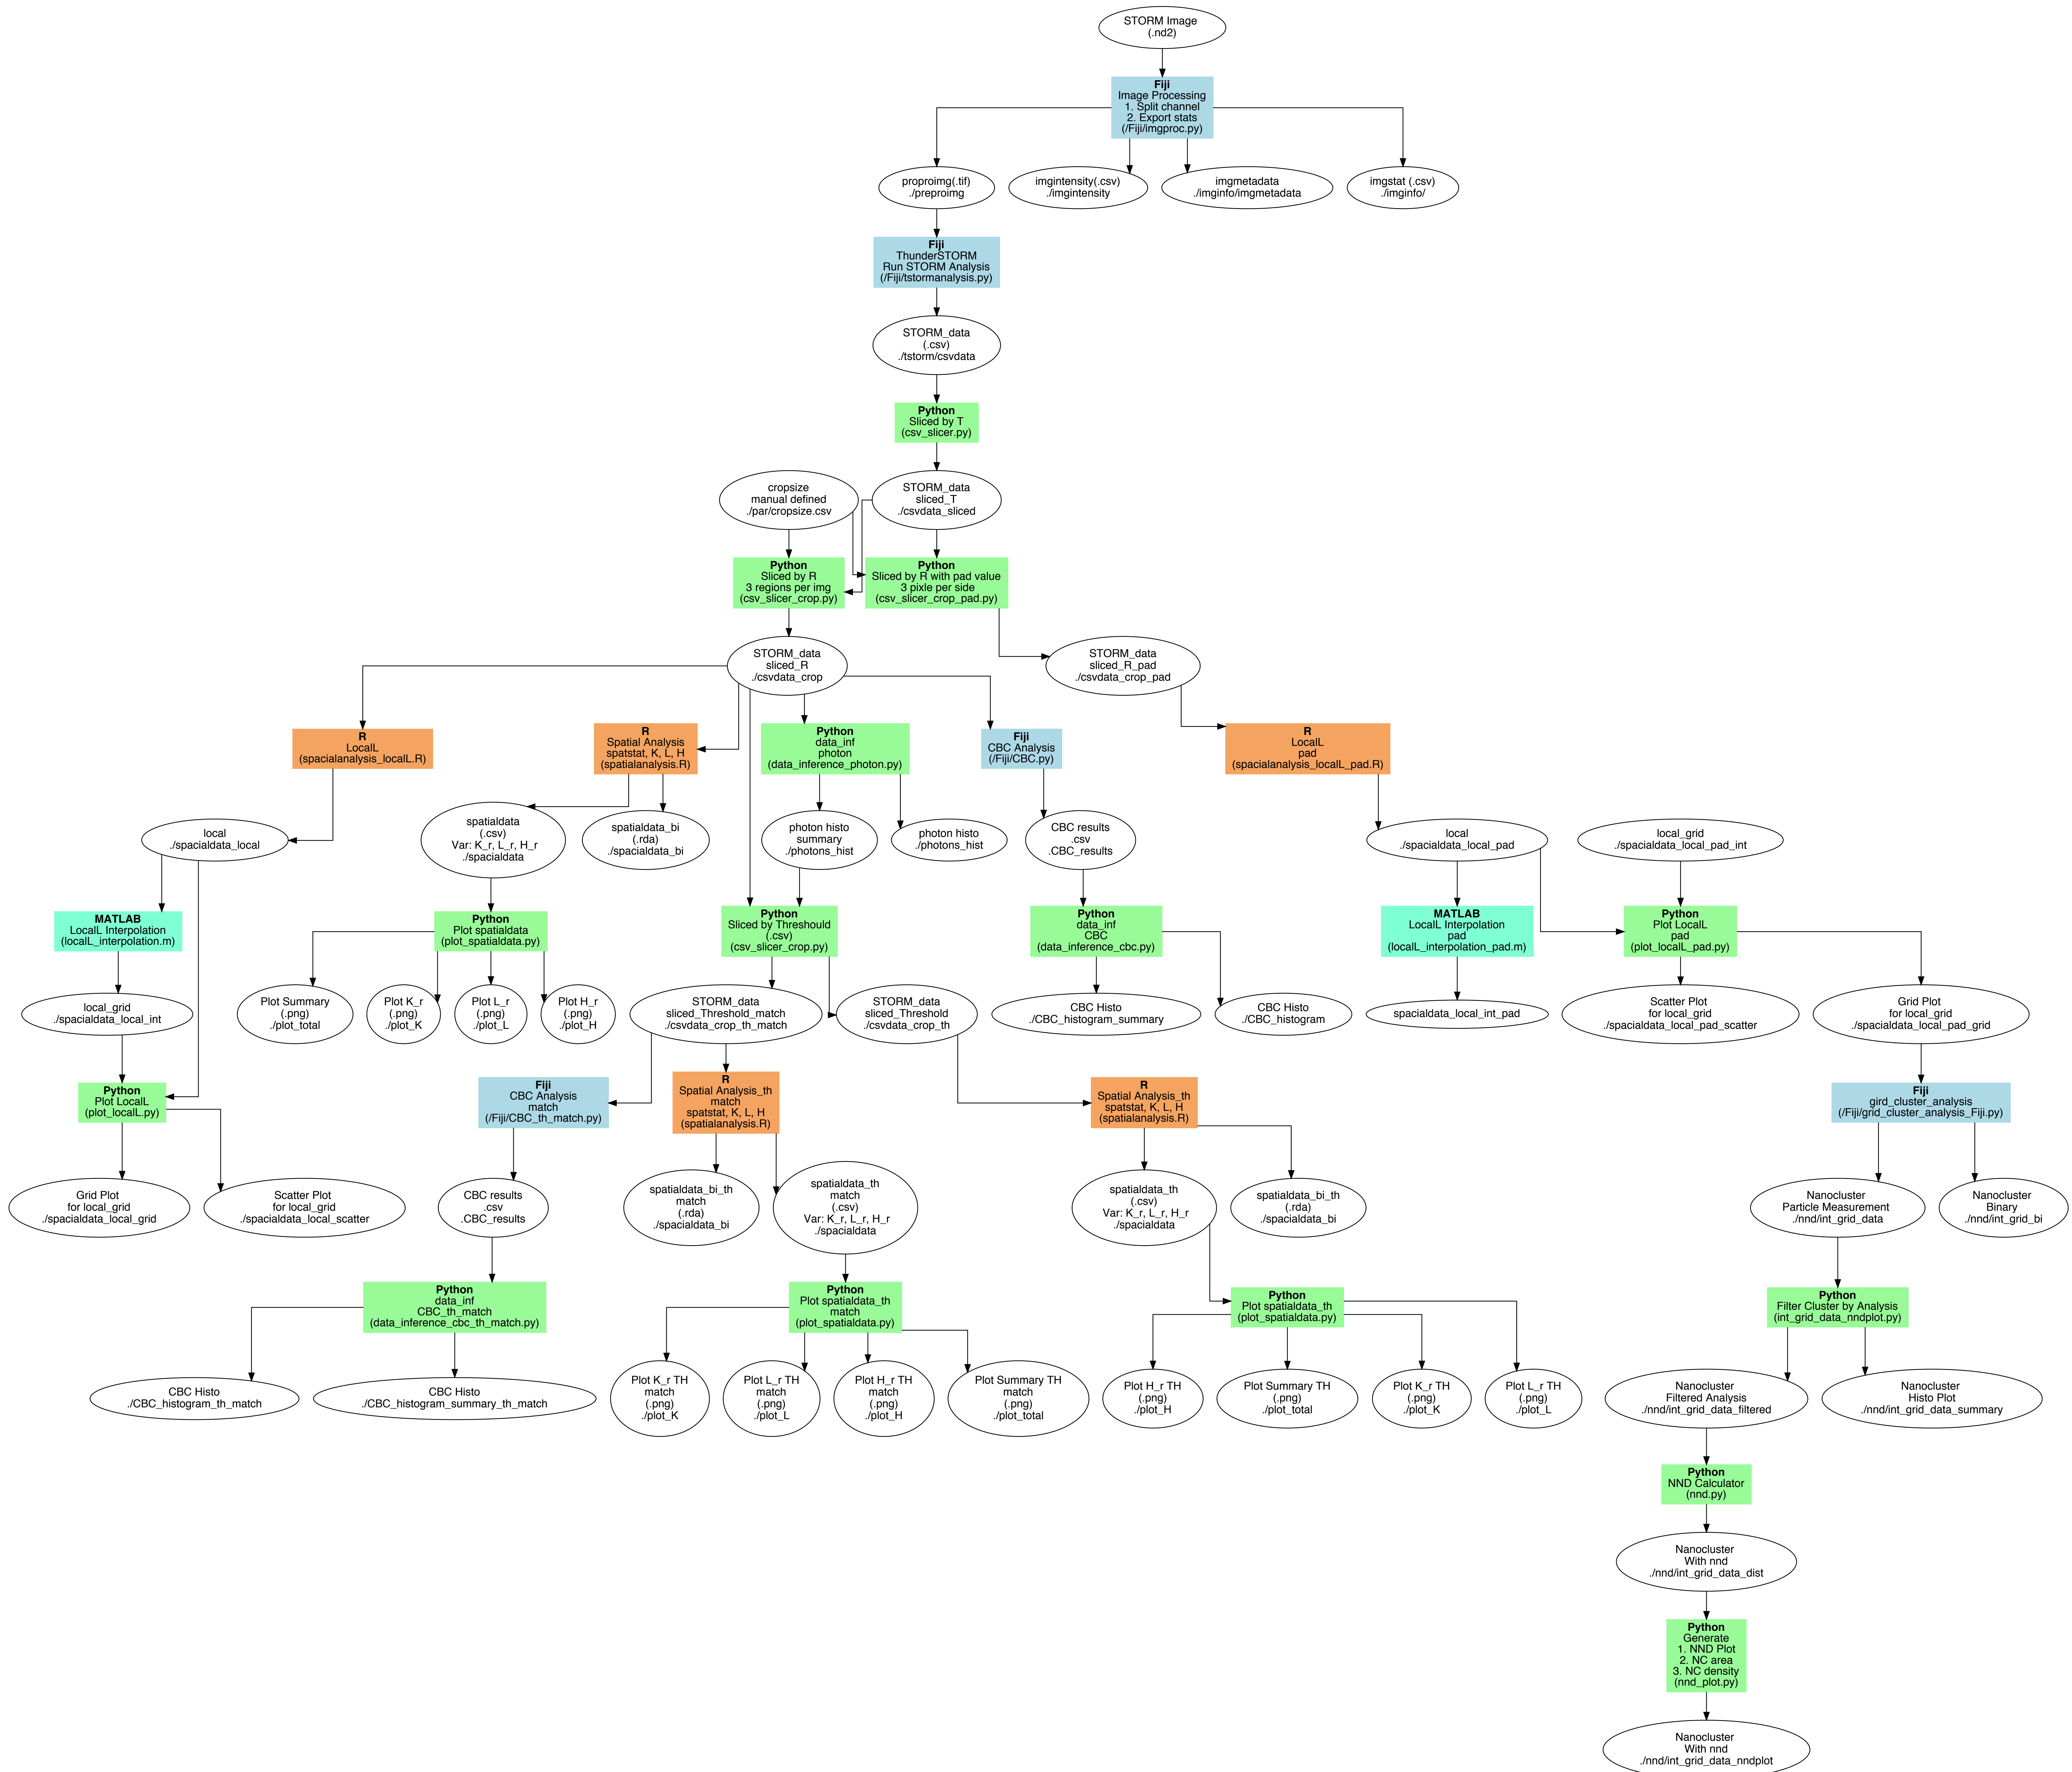 STORM Image
(.nd2)
Fiji
Image Processing
1. Split channel
2. Export stats
(/Fiji/imgproc.py)
proproimg(.tif)
./preproimg
imgintensity(.csv)
./imgintensity
imgmetadata
./imginfo/imgmetadata
imgstat (.csv)
./imginfo/
Fiji
ThunderSTORM
Run STORM Analysis
(/Fiji/tstormanalysis.py)
STORM_data
(.csv)
./tstorm/csvdata
Python
Sliced by T
(csv_slicer.py)
cropsize
manual defined
./par/cropsize.csv
STORM_data
sliced_T
./csvdata_sliced
Python
Sliced by R
3 regions per img
(csv_slicer_crop.py)
Python
Sliced by R with pad value
3 pixle per side
(csv_slicer_crop_pad.py)
STORM_data
sliced_R
./csvdata_crop
STORM_data
sliced_R_pad
./csvdata_crop_pad
R
LocalL
(spacialanalysis_localL.R)
R
Spatial Analysis
spatstat, K, L, H
(spatialanalysis.R)
Python
data_inf
photon
(data_inference_photon.py)
Fiji
CBC Analysis
(/Fiji/CBC.py)
R
LocalL
pad
(spacialanalysis_localL_pad.R)
local
./spacialdata_local
spatialdata
(.csv)
Var: K_r, L_r, H_r
./spacialdata
spatialdata_bi
(.rda)
./spacialdata_bi
photon histo
summary
./photons_hist
photon histo
./photons_hist
CBC results
.csv
.CBC_results
local
./spacialdata_local_pad
local_grid
./spacialdata_local_pad_int
MATLAB
LocalL Interpolation
(localL_interpolation.m)
Python
Plot spatialdata
(plot_spatialdata.py)
Python
Sliced by Threshould
(.csv)
(csv_slicer_crop.py)
Python
data_inf
CBC
(data_inference_cbc.py)
MATLAB
LocalL Interpolation
pad
(localL_interpolation_pad.m)
Python
Plot LocalL
pad
(plot_localL_pad.py)
local_grid
./spacialdata_local_int
Plot Summary
(.png)
./plot_total
Plot K_r
(.png)
./plot_K
Plot L_r
(.png)
./plot_L
Plot H_r
(.png)
./plot_H
STORM_data
sliced_Threshold_match
./csvdata_crop_th_match
STORM_data
sliced_Threshold
./csvdata_crop_th
CBC Histo
./CBC_histogram_summary
CBC Histo
./CBC_histogram
spacialdata_local_int_pad
Scatter Plot
for local_grid
./spacialdata_local_pad_scatter
Grid Plot
for local_grid
./spacialdata_local_pad_grid
Python
Plot LocalL
(plot_localL.py)
Fiji
CBC Analysis
match
(/Fiji/CBC_th_match.py)
R
Spatial Analysis_th
match
spatstat, K, L, H
(spatialanalysis.R)
R
Spatial Analysis_th
spatstat, K, L, H
(spatialanalysis.R)
Fiji
gird_cluster_analysis
(/Fiji/grid_cluster_analysis_Fiji.py)
Grid Plot
for local_grid
./spacialdata_local_grid
Scatter Plot
for local_grid
./spacialdata_local_scatter
CBC results
.csv
.CBC_results
spatialdata_bi_th
match
(.rda)
./spacialdata_bi
spatialdata_th
match
(.csv)
Var: K_r, L_r, H_r
./spacialdata
spatialdata_th
(.csv)
Var: K_r, L_r, H_r
./spacialdata
spatialdata_bi_th
(.rda)
./spacialdata_bi
Nanocluster
Particle Measurement
./nnd/int_grid_data
Nanocluster
Binary
./nnd/int_grid_bi
Python
data_inf
CBC_th_match
(data_inference_cbc_th_match.py)
Python
Plot spatialdata_th
match
(plot_spatialdata.py)
Python
Plot spatialdata_th
(plot_spatialdata.py)
Python
Filter Cluster by Analysis
(int_grid_data_nndplot.py)
CBC Histo
./CBC_histogram_th_match
CBC Histo
./CBC_histogram_summary_th_match
Plot K_r TH
match
(.png)
./plot_K
Plot L_r TH
match
(.png)
./plot_L
Plot H_r TH
match
(.png)
./plot_H
Plot Summary TH
match
(.png)
./plot_total
Plot H_r TH
(.png)
./plot_H
Plot Summary TH
(.png)
./plot_total
Plot K_r TH
(.png)
./plot_K
Plot L_r TH
(.png)
./plot_L
Nanocluster
Filtered Analysis
./nnd/int_grid_data_filtered
Nanocluster
Histo Plot
./nnd/int_grid_data_summary
Python
NND Calculator
(nnd.py)
Nanocluster
With nnd
./nnd/int_grid_data_dist
Python
Generate
1. NND Plot
2. NC area
3. NC density
(nnd_plot.py)
Nanocluster
With nnd
./nnd/int_grid_data_nndplot